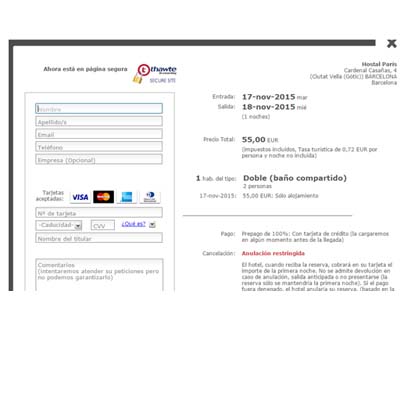 Ahora está en página segura
thawte
SECURE SITE
Nombre
Apellido/s
Email
Teléfono
Empresa (Opcional)
Tarjetas
aceptadas:
VISA
Nº de tarjeta
-Caducidad-
CVV
¿Qué es?
Nombre del titular
Comentarios
(intentaremos atender su peticiones pero
no podemos garantizarlo)
Hostal Paris
Cardenal Casañas, 4
(Ciutat Vella (Gotic)) BARCELONA
Barcelona
Entrada: 17-nov-2015 mar
Salida: 18-nov-2015 mié
(1 noches)
Precio Total: 55,00 EUR
(Impuestos incluidos, Tasa turística de 0,72 EUR por
persona y noche no incluida)
1 hab. del tipo: Doble (baño compartido)
2 personas
17-nov-2015: 55,00 EUR: Sólo alojamiento
Pago: Prepago de 100%: Con tarjeta de crédito (la cargaremos
en algún momento antes de la llegada)
Cancelación: Anulación restringida
El hotel, cuando reciba la reserva, cobrará en su tarjeta el
importe de la primera noche. No se admite devolución en
caso de anulación, salida anticipada o no presentarse (la
reserva sólo se mantendría la primera noche). Si el pago
fuera denegado, el hotel anularía su reserva. (basado en la